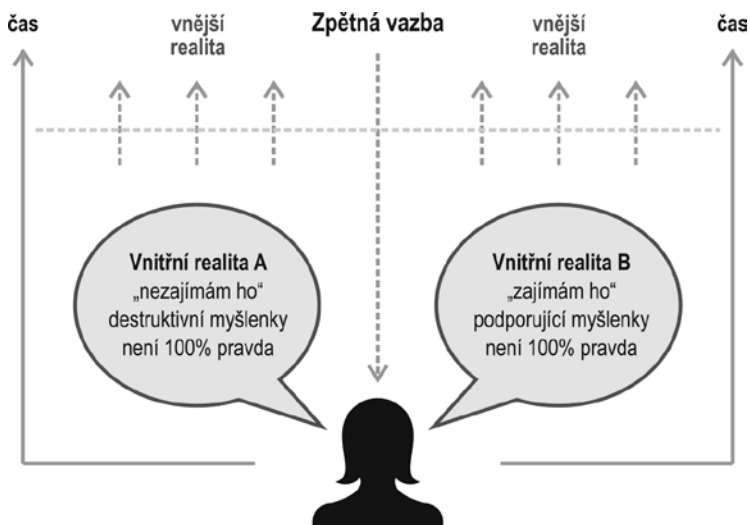 čas
vnější
realita
Zpětná vazba
vnější
realita
čas
Vnitřní realita A
„nezajímám ho“
destruktivní myšlenky
není 100% pravda
Vnitřní realita B
„zajímám ho“
podporující myšlenky
není 100% pravda